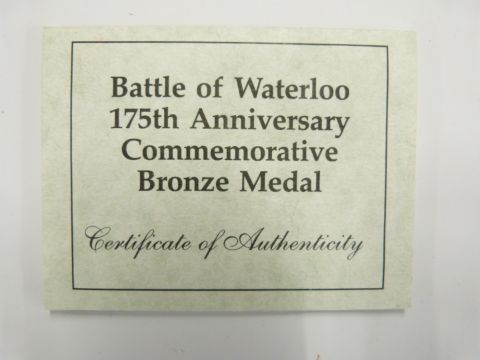 Battle of Waterloo
175th Anniversary
Commemorative
Bronze Medal
Certificate of Authenticity